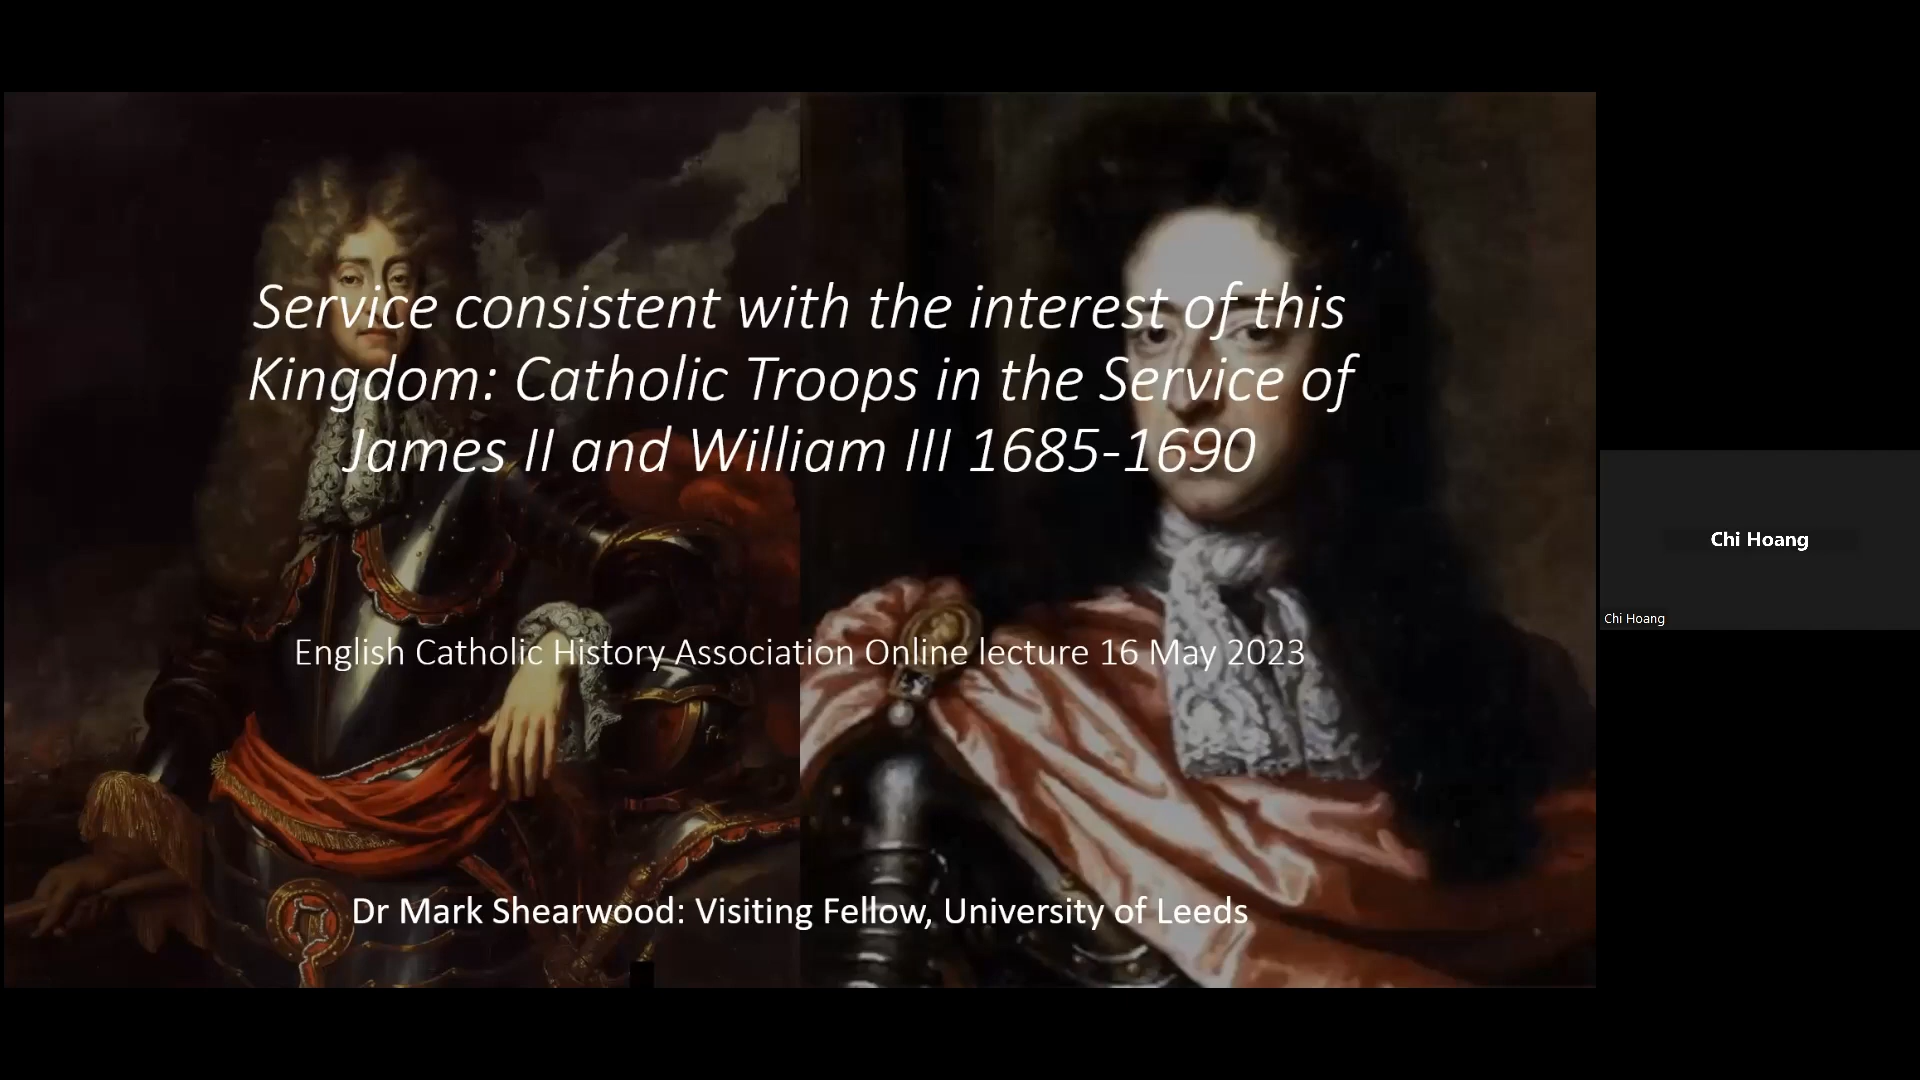 Service consistent with the interest of this
Kingdom: Catholic Troops in the Service of
James II and William III 1685-1690
English Catholic History Association Online lecture 16 May 2023
Dr Mark Shearwood: Visiting Fellow, University of Leeds
Chi Hoang
Chi Hoang